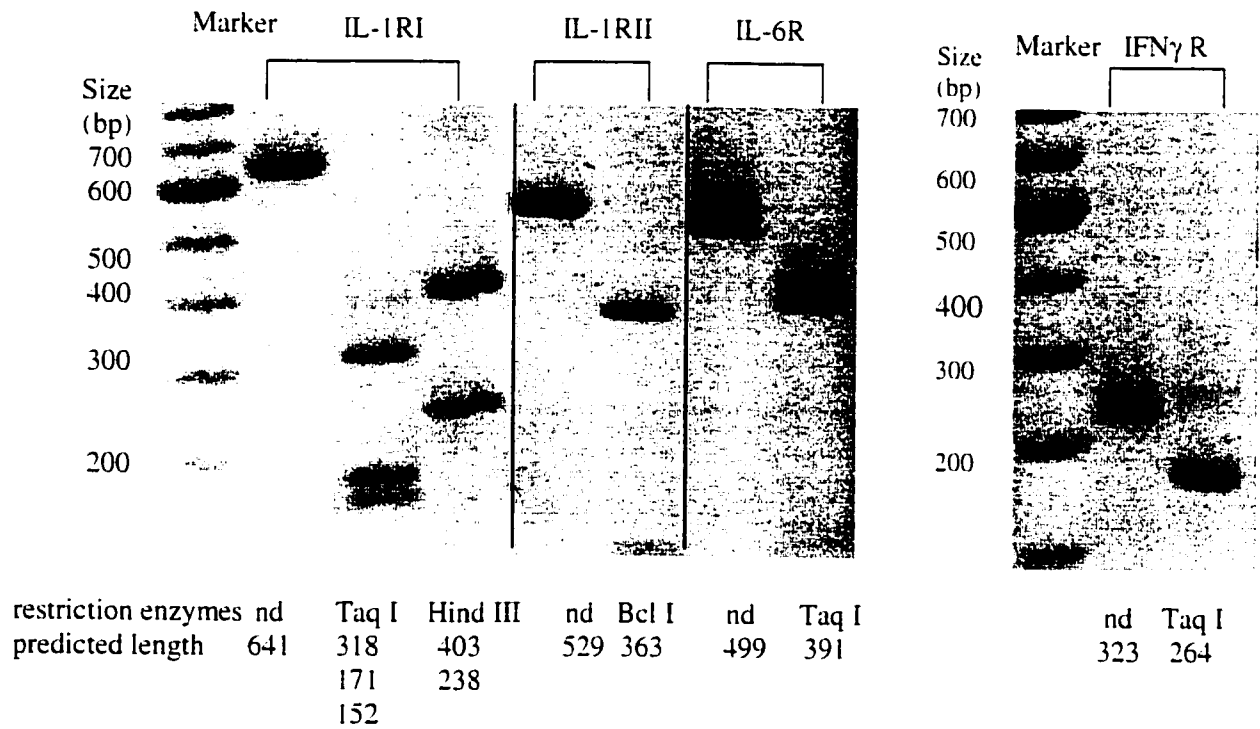 Marker IL-1RI IL-1RII IL-6R
Size
(bp)
700
600
500
400
300
200
Size
(bp)
Marker IFNγ R
700
600
500
400
300
200
restriction enzymes nd Taq I Hind III nd Bcl I nd Taq I nd Taq I
predicted length 641 318 403 529 363 499 391 323 264
171 238
152